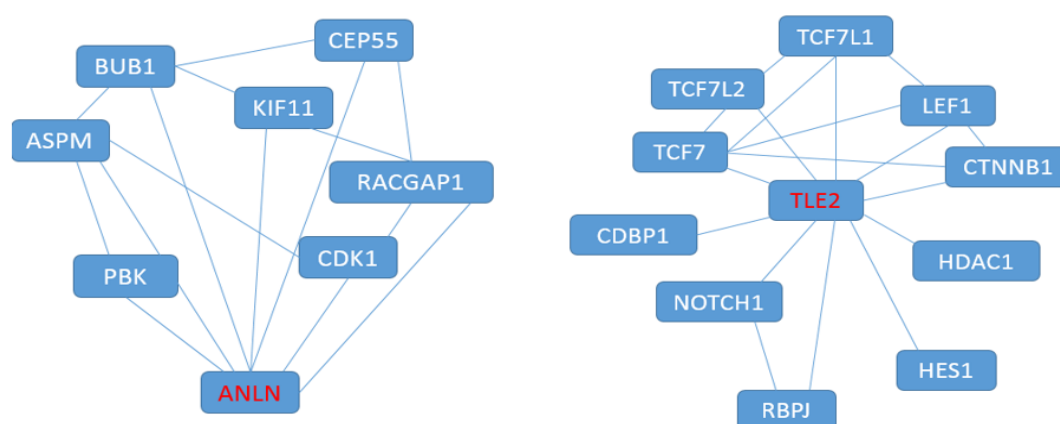 CEP55
BUB1
KIF11
ASPM
RACGAP1
CDK1
PBK
ANLN
TCF7L1
TCF7L2
LEF1
TCF7
CTNNB1
TLE2
CDBP1
HDAC1
NOTCH1
HES1
RBPJ